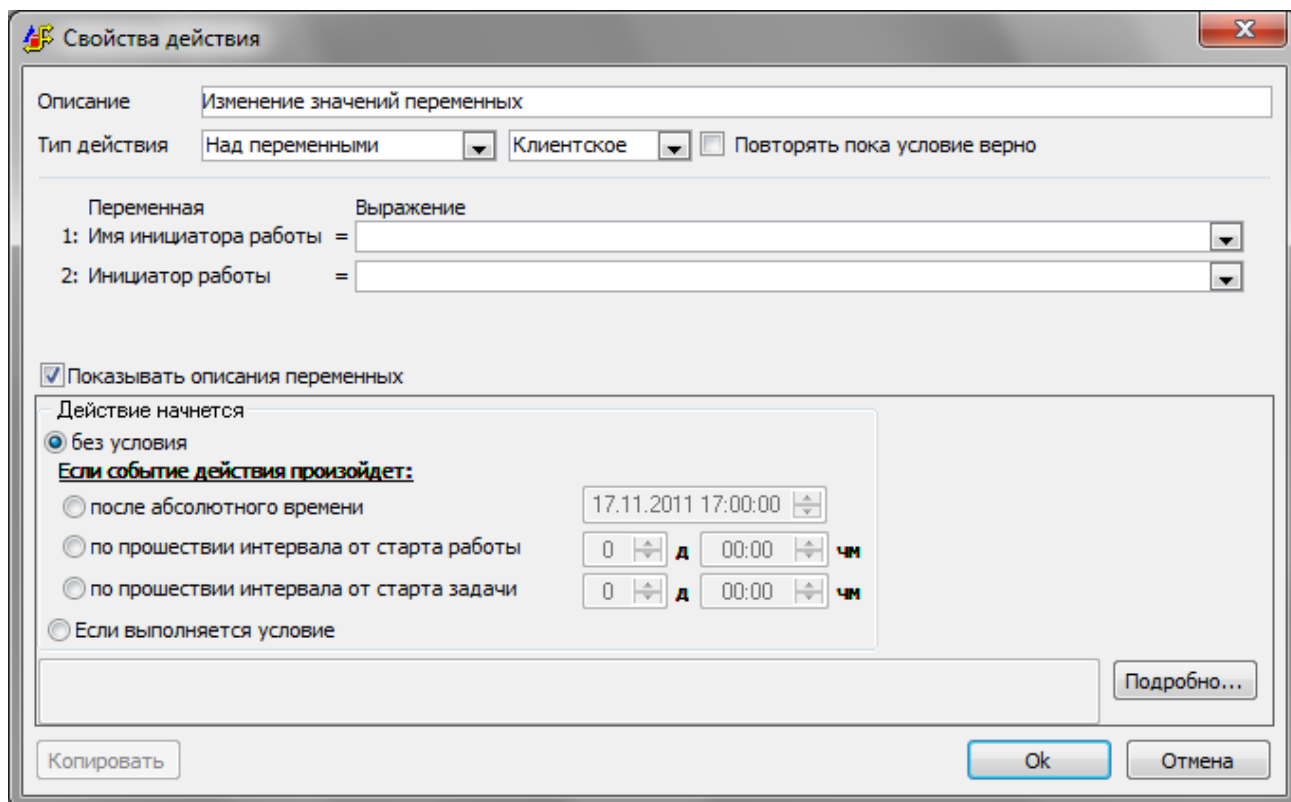 Свойства действия
Описание Изменение значений переменных
Тип действия Над переменными Клиентское Повторять пока условие верно
Переменная Выражение
1: Имя инициатора работы =
2: Инициатор работы =
Показывать описания переменных
Действие начнется
без условия
Если событие действия произойдет:
после абсолютного времени 17.11.2011 17:00:00
по прошествии интервала от старта работы 0 д 00:00 чм
по прошествии интервала от старта задачи 0 д 00:00 чм
Если выполняется условие
Подробно...
Копировать Ok Отмена